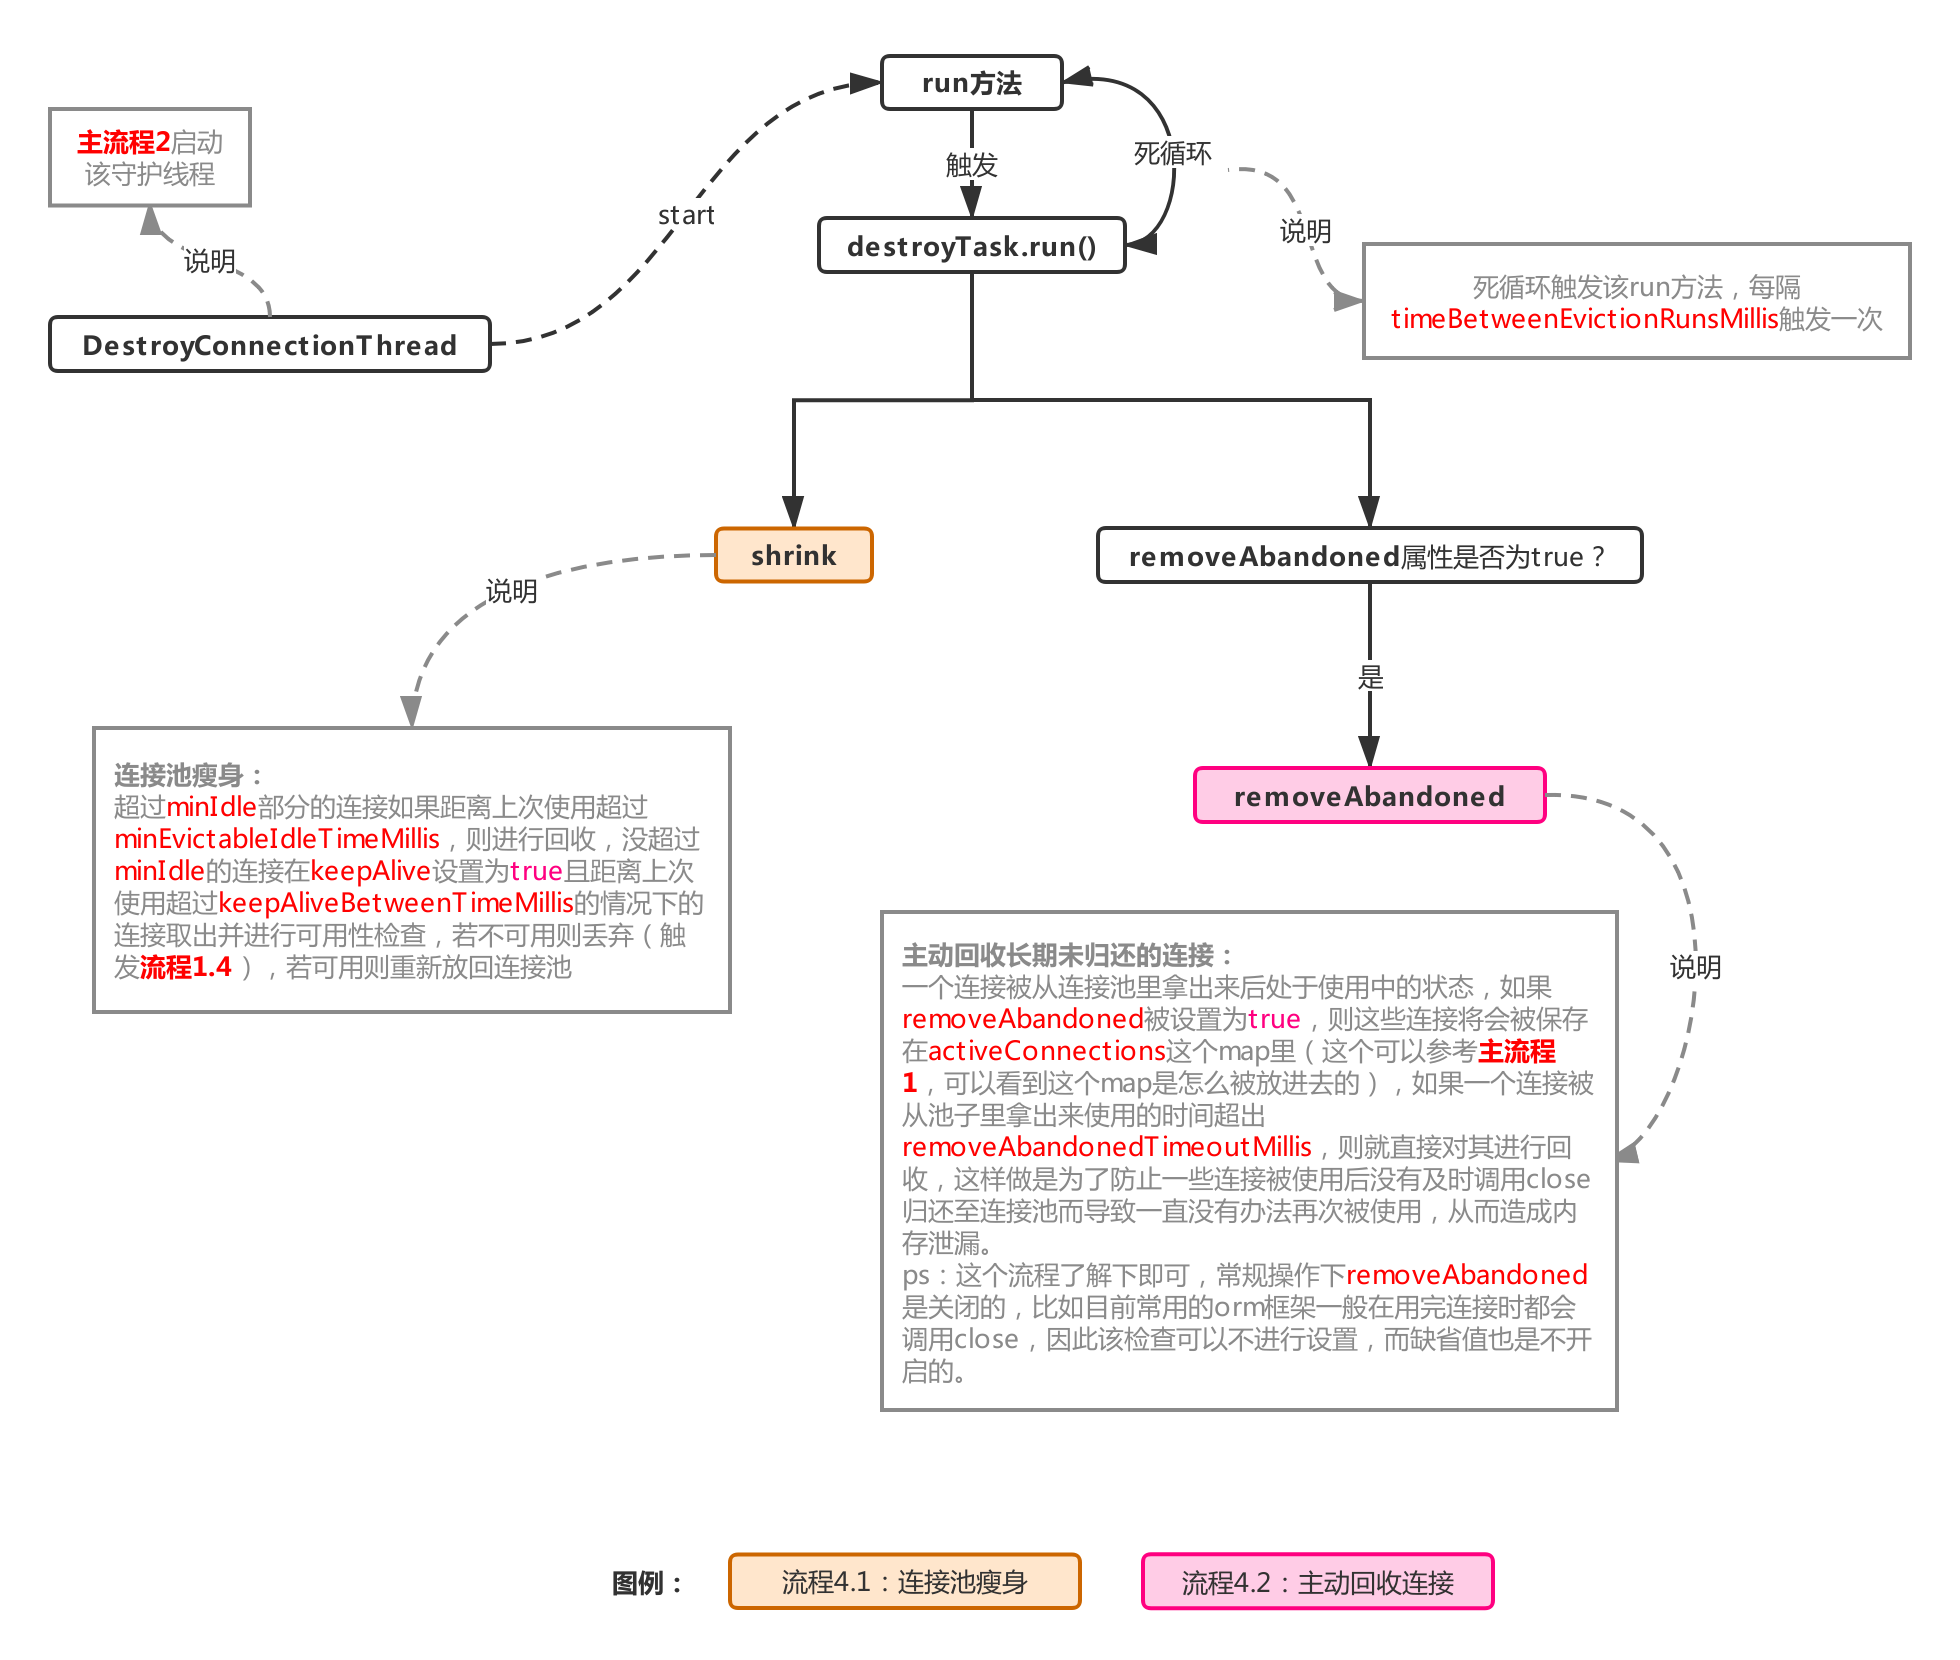 run方法
主流程2启动
该守护线程
触发
死循环
start
说明
说明
destroyTask.run()
死循环触发该run方法，每隔
timeBetweenEvictionRunsMillis触发一次
DestroyConnectionThread
shrink
removeAbandoned属性是否为true？
说明
是
连接池瘦身：
超过minIdle部分的连接如果距离上次使用超过
minEvictableIdleTimeMillis，则进行回收，没超过
minIdle的连接在keepAlive设置为true且距离上次
使用超过keepAliveBetweenTimeMillis的情况下的
连接取出并进行可用性检查，若不可用则丢弃（触
发流程1.4），若可用则重新放回连接池
removeAbandoned
说明
主动回收长期未归还的连接：
一个连接被从连接池里拿出来后处于使用中的状态，如果
removeAbandoned被设置为true，则这些连接将会被保存
在activeConnections这个map里（这个可以参考主流程
1，可以看到这个map是怎么被放进去的），如果一个连接被
从池子里拿出来使用的时间超出
removeAbandonedTimeoutMillis，则就直接对其进行回
收，这样做是为了防止一些连接被使用后没有及时调用close
归还至连接池而导致一直没有办法再次被使用，从而造成内
存泄漏。
ps：这个流程了解下即可，常规操作下removeAbandoned
是关闭的，比如目前常用的orm框架一般在用完连接时都会
调用close，因此该检查可以不进行设置，而缺省值也是不开
启的。
图例：
流程4.1：连接池瘦身
流程4.2：主动回收连接